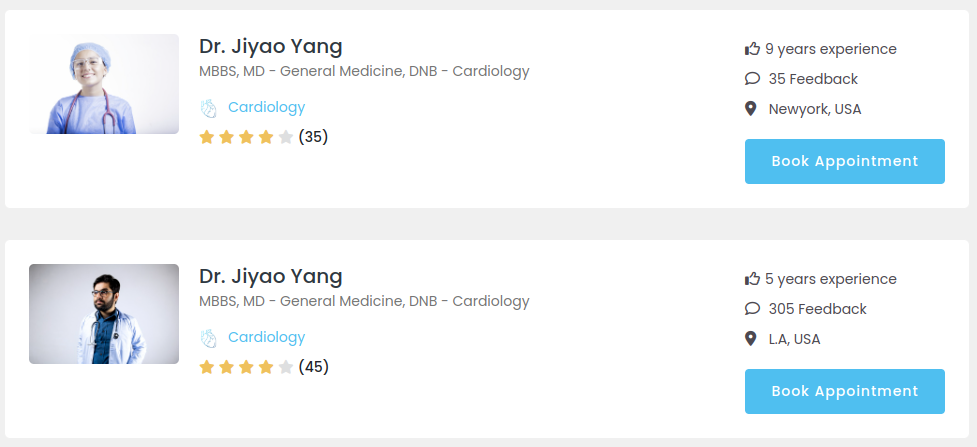 Dr. Jiyao Yang
MBBS, MD - General Medicine, DNB - Cardiology
Cardiology
(35)
9 years experience
35 Feedback
Newyork, USA
Book Appointment
Dr. Jiyao Yang
MBBS, MD - General Medicine, DNB - Cardiology
Cardiology
(45)
5 years experience
305 Feedback
L.A, USA
Book Appointment